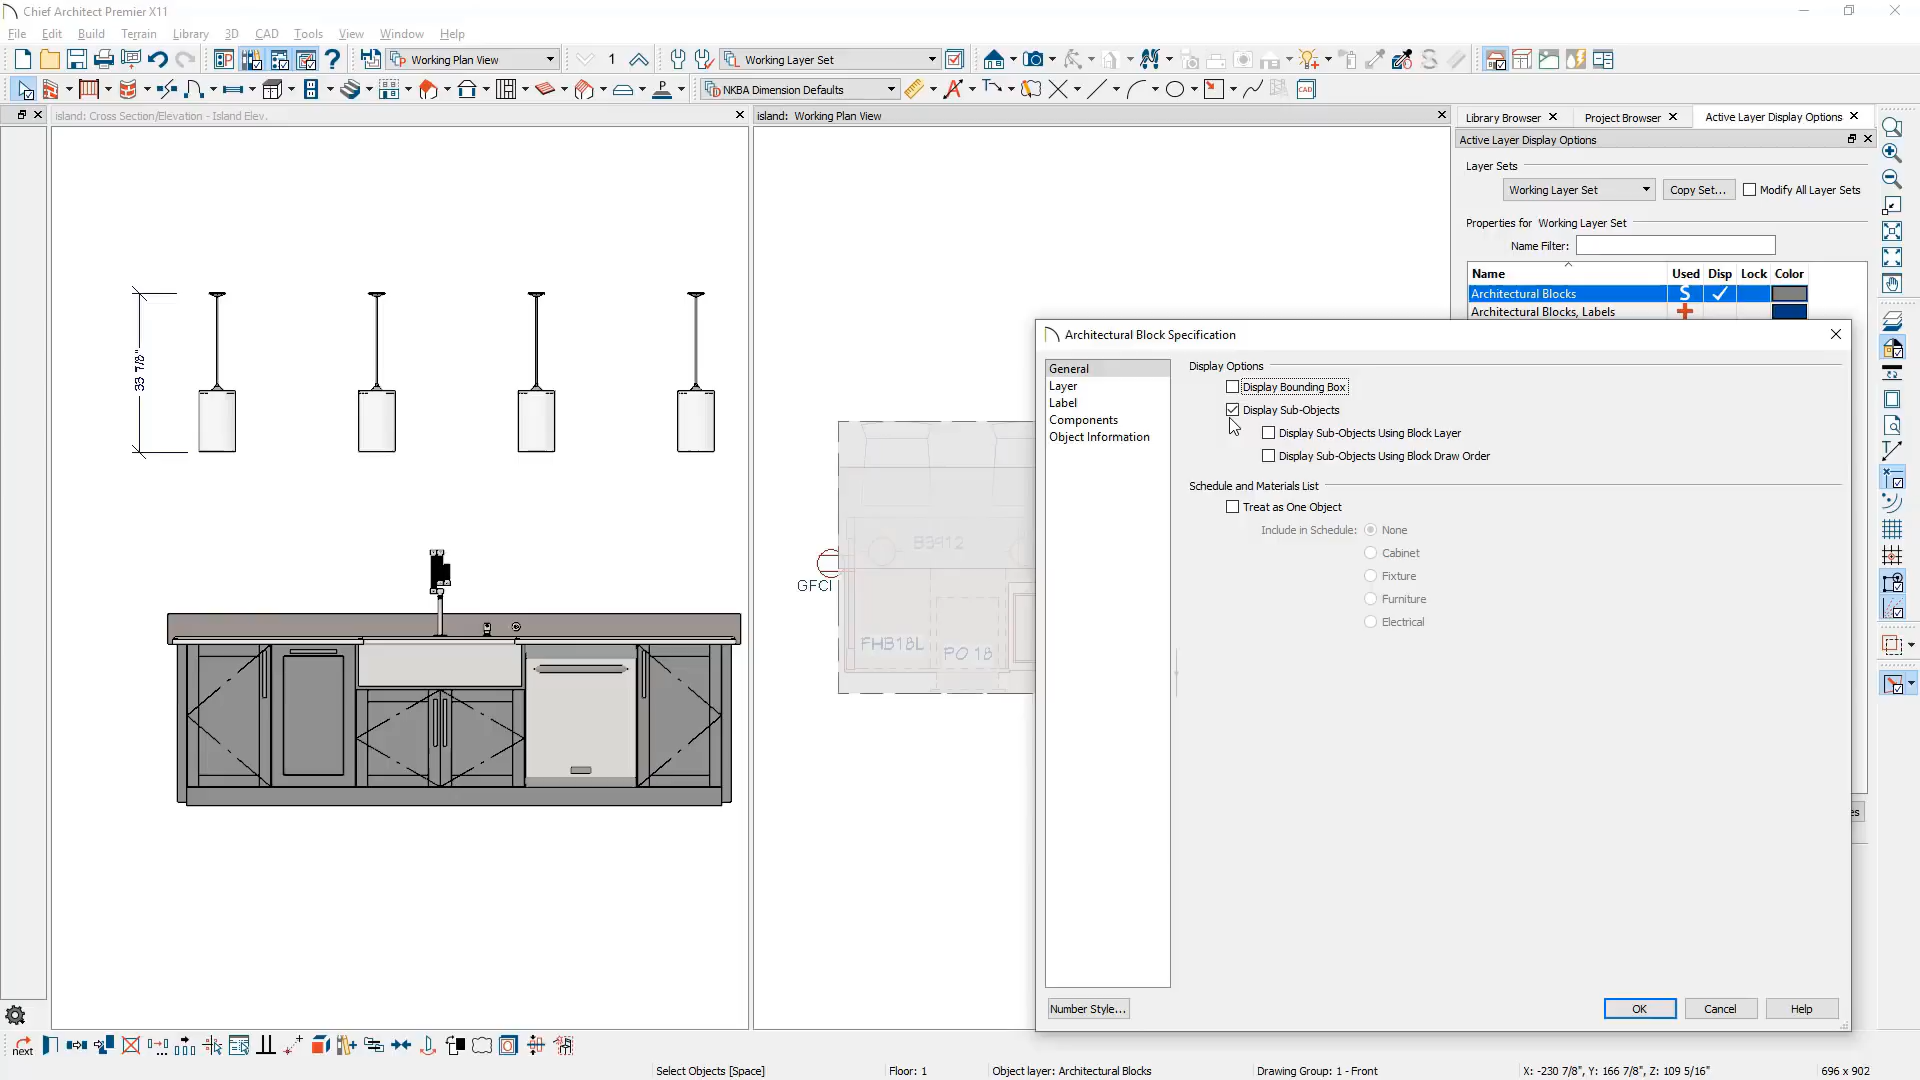 Chief Architect Premier X11
File Edit Build Terrain Library 3D CAD Tools View Window Help
Working Plan View
1
Working Layer Set
NKBA Dimension Defaults
CAD
island: Cross Section/Elevation - Island Elev.
island: Working Plan View
Library Browser
Project Browser
Active Layer Display Options
Active Layer Display Options
Layer Sets
Working Layer Set
Copy Set...
Modify All Layer Sets
Properties for Working Layer Set
Name Filter:
Name Used Disp Lock Color
Architectural Blocks S
Architectural Blocks, Labels
33 7/8"
B3912
GFCI
FHB18L
PO 18
Architectural Block Specification
General
Layer
Label
Components
Object Information
Display Options
Display Bounding Box
Display Sub-Objects
Display Sub-Objects Using Block Layer
Display Sub-Objects Using Block Draw Order
Schedule and Materials List
Treat as One Object
Include in Schedule: None
Cabinet
Fixture
Furniture
Electrical
es
Number Style...
OK
Cancel
Help
next
Select Objects [Space]
Floor: 1
Object layer: Architectural Blocks
Drawing Group: 1 - Front
X: -230 7/8", Y: 166 7/8", Z: 109 5/16"
696 x 902